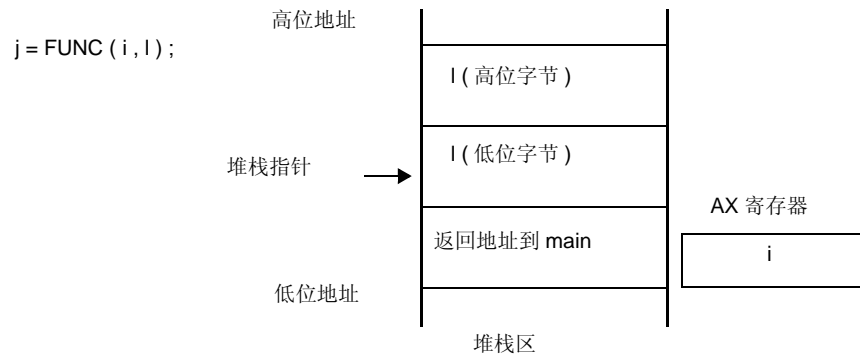 高位地址
j = FUNC ( i , l ) ;
l ( 高位字节 )
l ( 低位字节 )
堆栈指针
AX 寄存器
返回地址到 main
i
低位地址
堆栈区